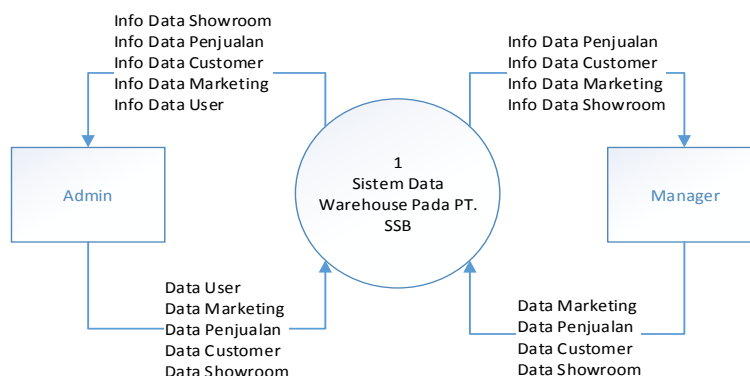 Info Data Showroom
Info Data Penjualan
Info Data Customer
Info Data Marketing
Info Data User
Info Data Penjualan
Info Data Customer
Info Data Marketing
Info Data Showroom
Admin
1
Sistem Data
Warehouse Pada PT.
SSB
Manager
Data User
Data Marketing
Data Penjualan
Data Customer
Data Showroom
Data Marketing
Data Penjualan
Data Customer
Data Showroom